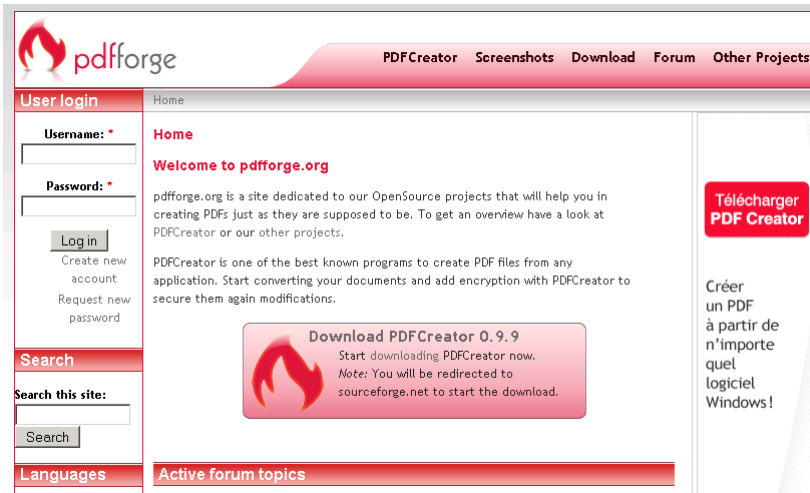 pdfforge
PDFCreator Screenshots Download Forum Other Projects
User login
Username: *
Password: *
Log in
Create new
account
Request new
password
Search
Search this site:
Search
Languages
Home
Home
Welcome to pdfforge.org
pdfforge.org is a site dedicated to our OpenSource projects that will help you in
creating PDFs just as they are supposed to be. To get an overview have a look at
PDFCreator or our other projects.
PDFCreator is one of the best known programs to create PDF files from any
application. Start converting your documents and add encryption with PDFCreator to
secure them again modifications.
Download PDFCreator 0.9.9
Start downloading PDFCreator now.
Note: You will be redirected to
sourceforge.net to start the download.
Active forum topics
Télécharger
PDF Creator
Créer
un PDF
à partir de
n'importe
quel
logiciel
Windows!